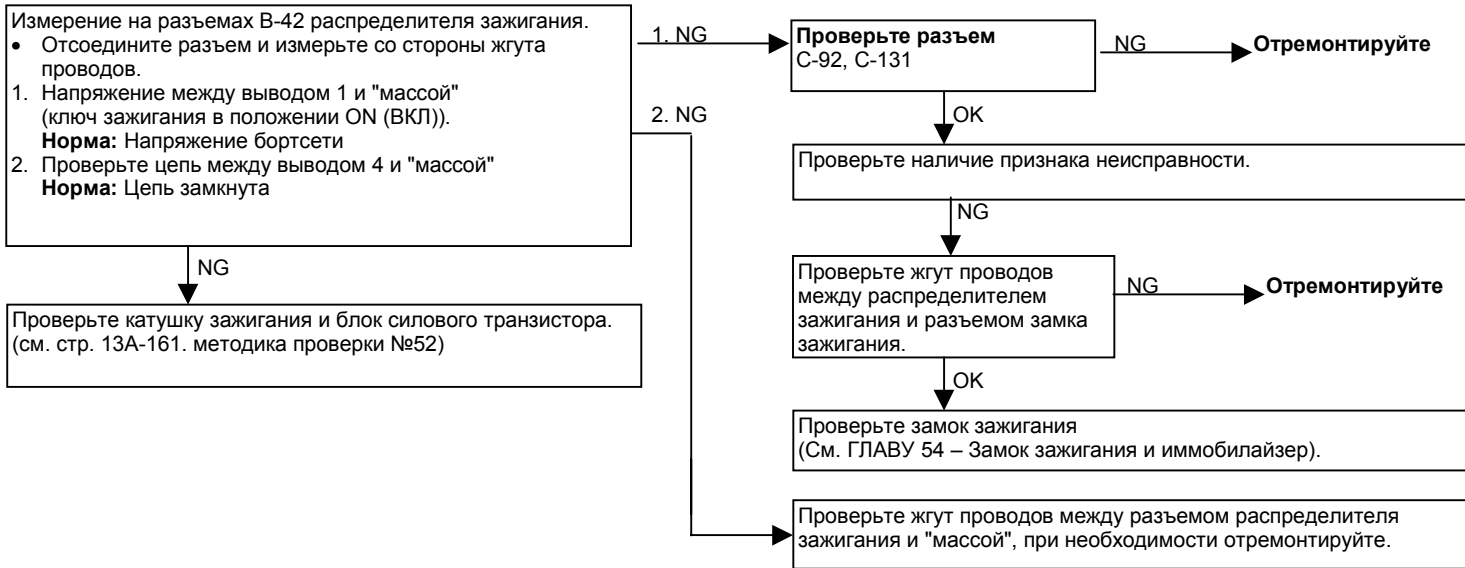 Измерение на разъемах B-42 распределителя зажигания.
• Отсоедините разъем и измерьте со стороны жгута
проводов.
1. Напряжение между выводом 1 и "массой"
(ключ зажигания в положении ON (ВКЛ)).
Норма: Напряжение бортсети
2. Проверьте цепь между выводом 4 и "массой"
Норма: Цепь замкнута
1. NG
Проверьте разъем
C-92, C-131
NG
Отремонтируйте
2. NG
OK
Проверьте наличие признака неисправности.
NG
NG
Проверьте жгут проводов
между распределителем
зажигания и разъемом замка
зажигания.
NG
Отремонтируйте
Проверьте катушку зажигания и блок силового транзистора.
(см. стр. 13A-161. методика проверки №52)
OK
Проверьте замок зажигания
(См. ГЛАВУ 54 – Замок зажигания и иммобилайзер).
Проверьте жгут проводов между разъемом распределителя
зажигания и "массой", при необходимости отремонтируйте.